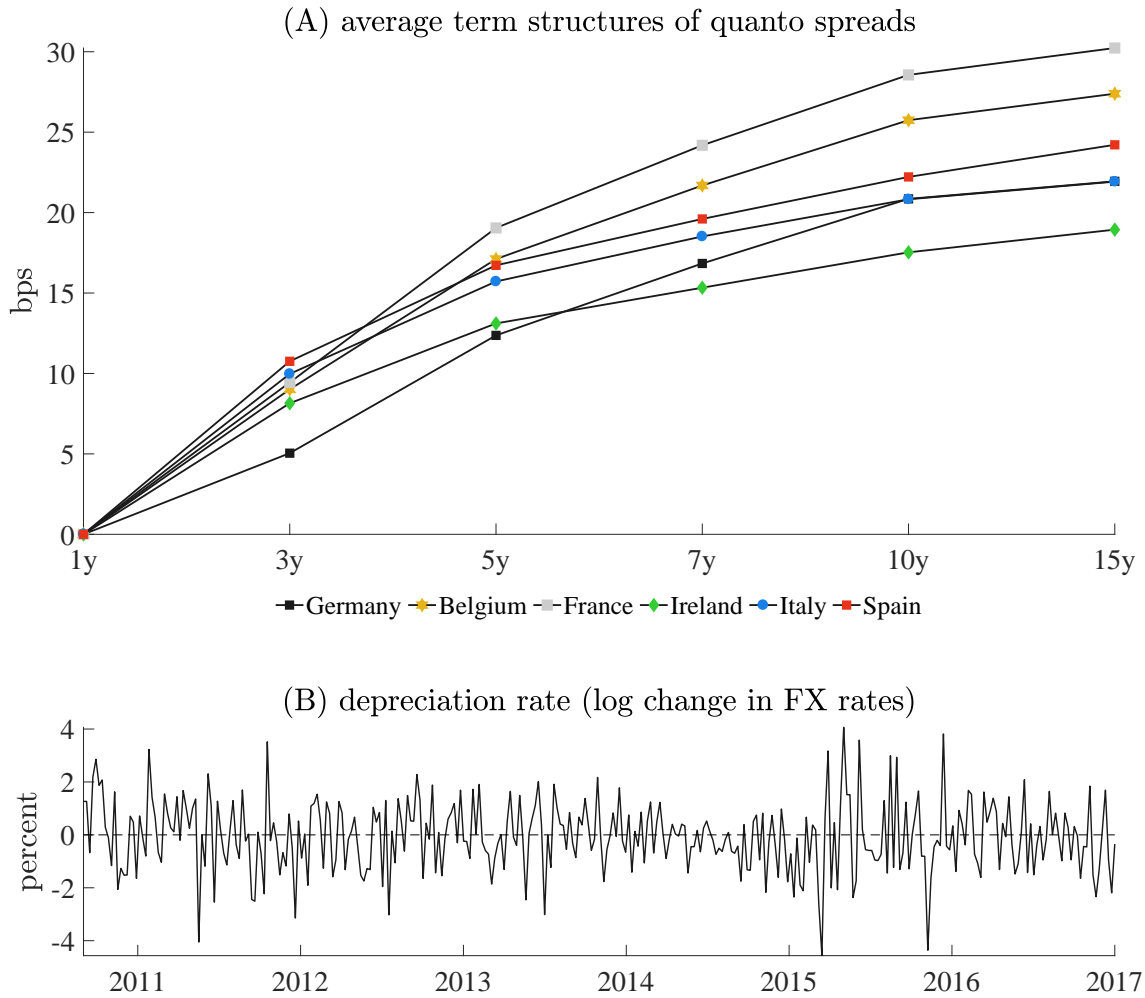 (A) average term structures of quanto spreads
30
25
20
15
10
5
0
bps
1y 3y 5y 7y 10y 15y
Germany Belgium France Ireland Italy Spain
(B) depreciation rate (log change in FX rates)
4
2
0
-2
-4
percent
2011 2012 2013 2014 2015 2016 2017